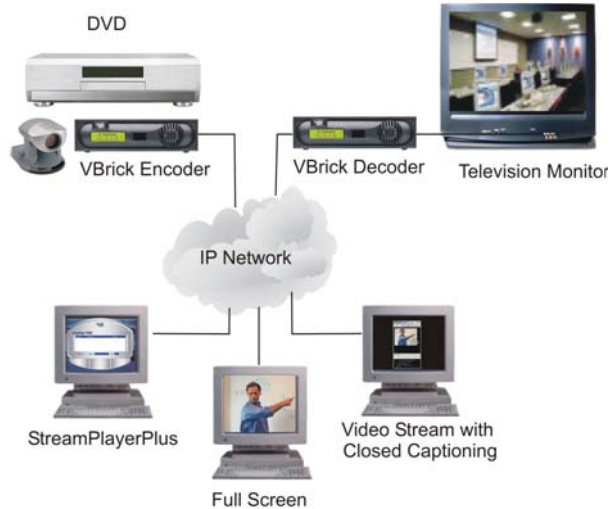 DVD
VBrick Encoder
VBrick Decoder
Television Monitor
IP Network
StreamPlayerPlus
Full Screen
Video Stream with
Closed Captioning